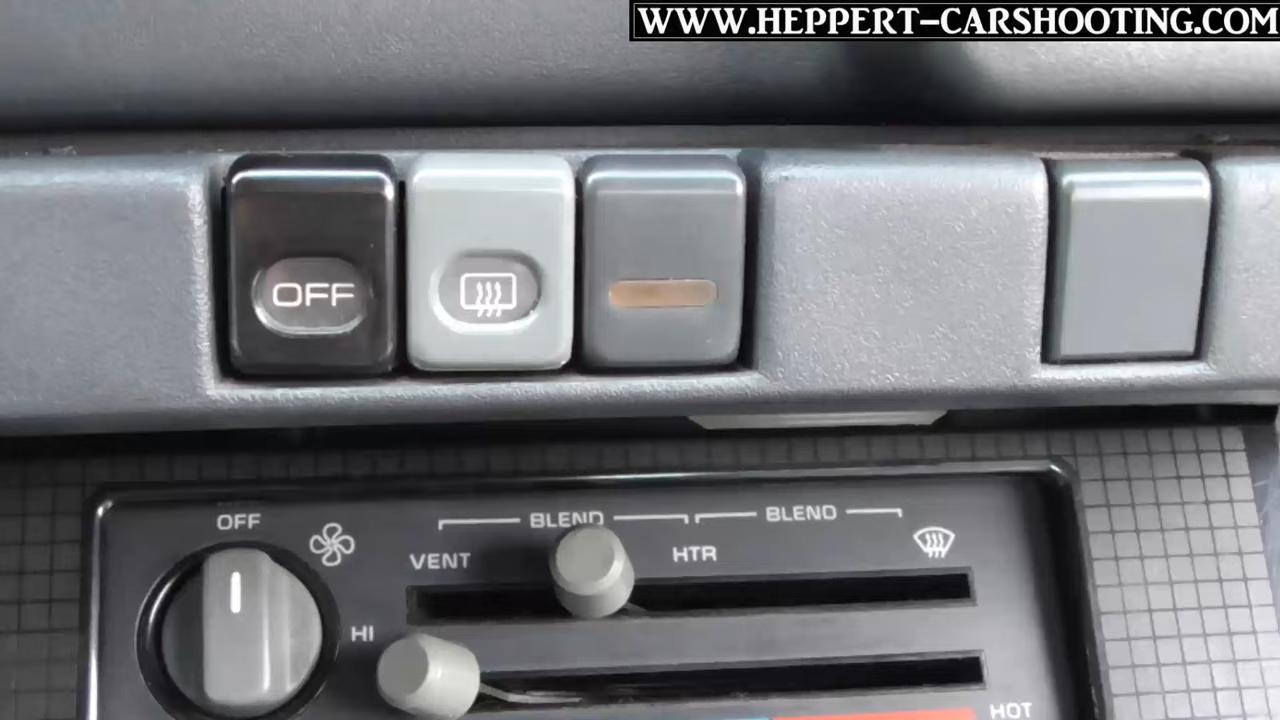 WWW.HEPPERT-CARSHOOTING.COM
OFF
OFF
BLEND
BLEND
VENT
HTR
HI
HOT